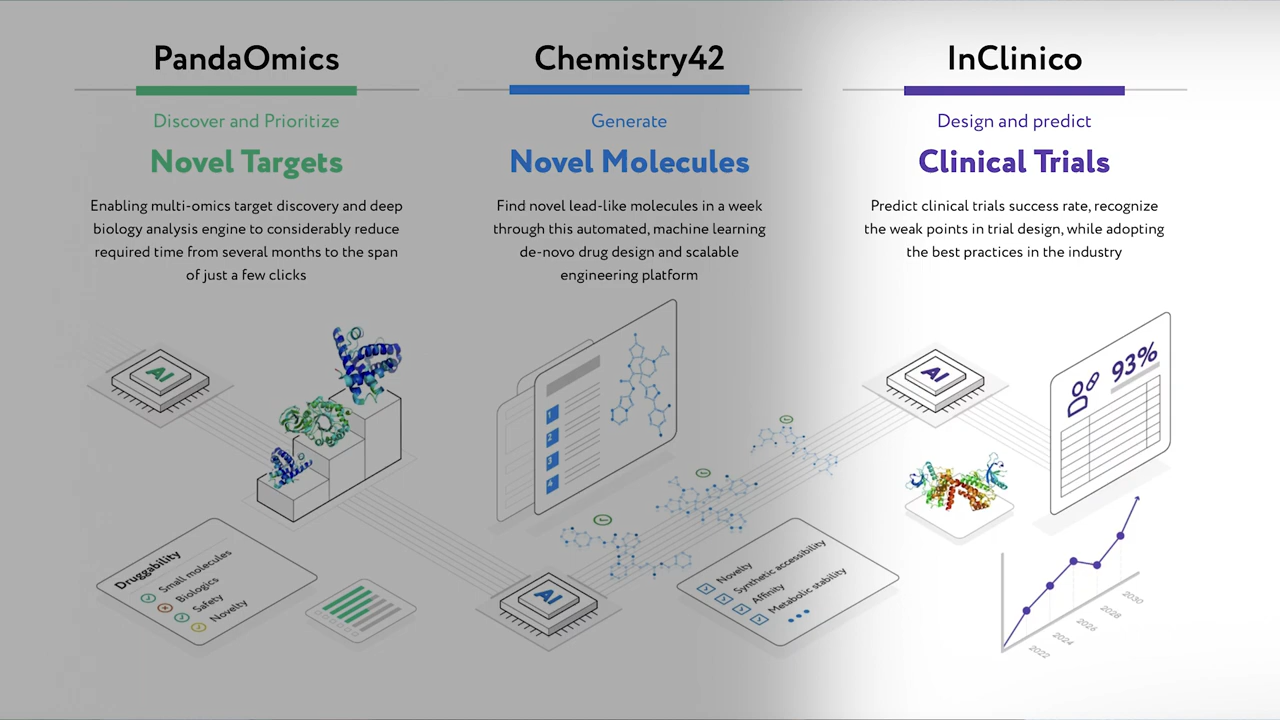 PandaOmics
Discover and Prioritize
Novel Targets
Enabling multi-omics target discovery and deep
biology analysis engine to considerably reduce
required time from several months to the span
of just a few clicks
AI
Druggability
Small molecules
Biologics
Safety
Novelty
Chemistry42
Generate
Novel Molecules
Find novel lead-like molecules in a week
through this automated, machine learning
de-novo drug design and scalable
engineering platform
1
2
3
4
AI
Novelty
Synthetic accessibility
Affinity
Metabolic stability
InClinico
Design and predict
Clinical Trials
Predict clinical trials success rate, recognize
the weak points in trial design, while adopting
the best practices in the industry
AI
93%
2022
2024
2026
2028
2030